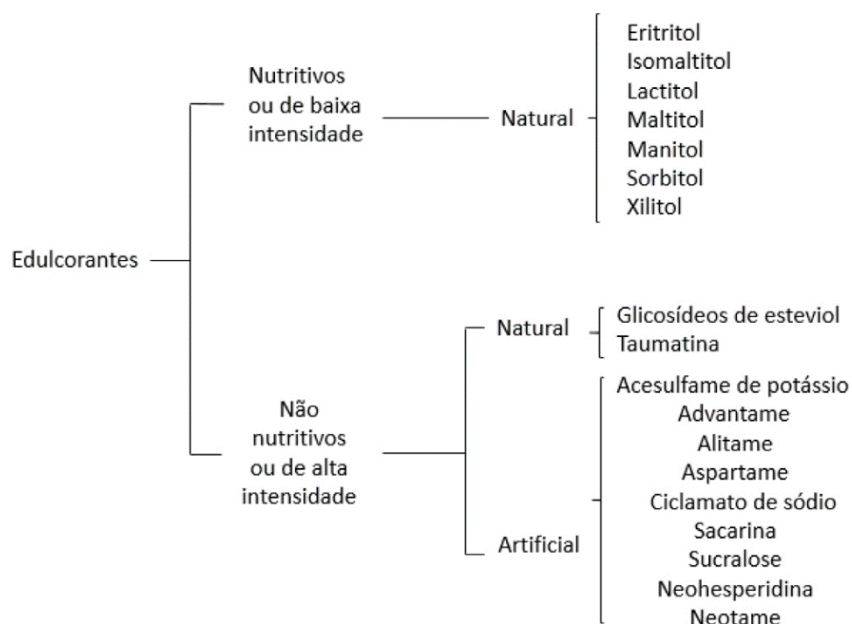 Edulcorantes
Nutritivos
ou de baixa
intensidade
Natural
Eritritol
Isomaltitol
Lactitol
Maltitol
Manitol
Sorbitol
Xilitol
Não
nutritivos
ou de alta
intensidade
Natural
Glicosídeos de esteviol
Taumatina
Artificial
Acesulfame de potássio
Advantame
Alitame
Aspartame
Ciclamato de sódio
Sacarina
Sucralose
Neohesperidina
Neotame